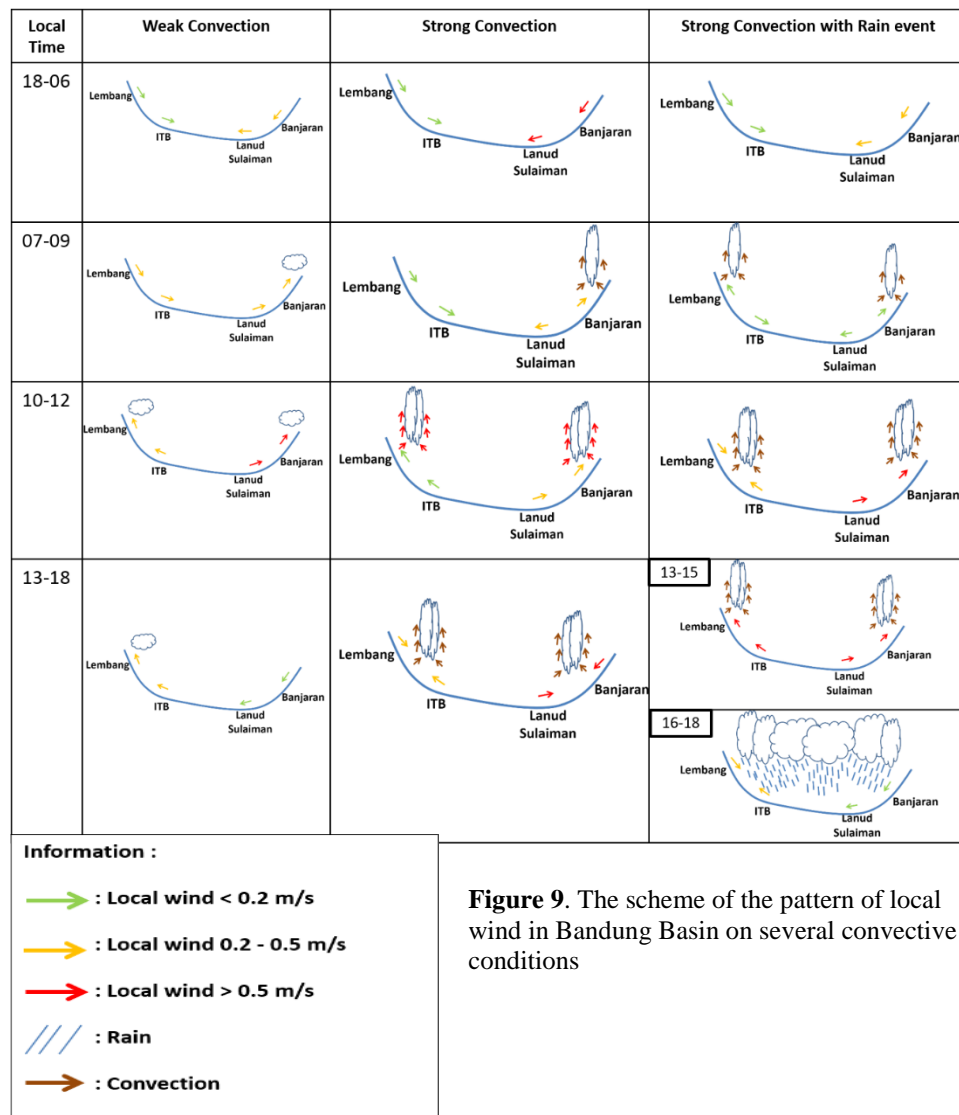 Local
Time
Weak Convection
Strong Convection
Strong Convection with Rain event
18-06
Lembang
ITB
Lanud
Sulaiman
Banjaran
Lembang
ITB
Lanud
Sulaiman
Banjaran
Lembang
ITB
Lanud
Sulaiman
Banjaran
07-09
Lembang
ITB
Lanud
Sulaiman
Banjaran
Lembang
ITB
Lanud
Sulaiman
Banjaran
Lembang
ITB
Lanud
Sulaiman
Banjaran
10-12
Lembang
ITB
Lanud
Sulaiman
Banjaran
Lembang
ITB
Lanud
Sulaiman
Banjaran
Lembang
ITB
Lanud
Sulaiman
Banjaran
13-18
Lembang
ITB
Lanud
Sulaiman
Banjaran
Lembang
ITB
Lanud
Sulaiman
Banjaran
13-15
Lembang
ITB
Lanud
Sulaiman
Banjaran
16-18
Lembang
ITB
Lanud
Sulaiman
Banjaran
Information :
: Local wind < 0.2 m/s
: Local wind 0.2 - 0.5 m/s
: Local wind > 0.5 m/s
: Rain
: Convection
Figure 9. The scheme of the pattern of local
wind in Bandung Basin on several convective
conditions